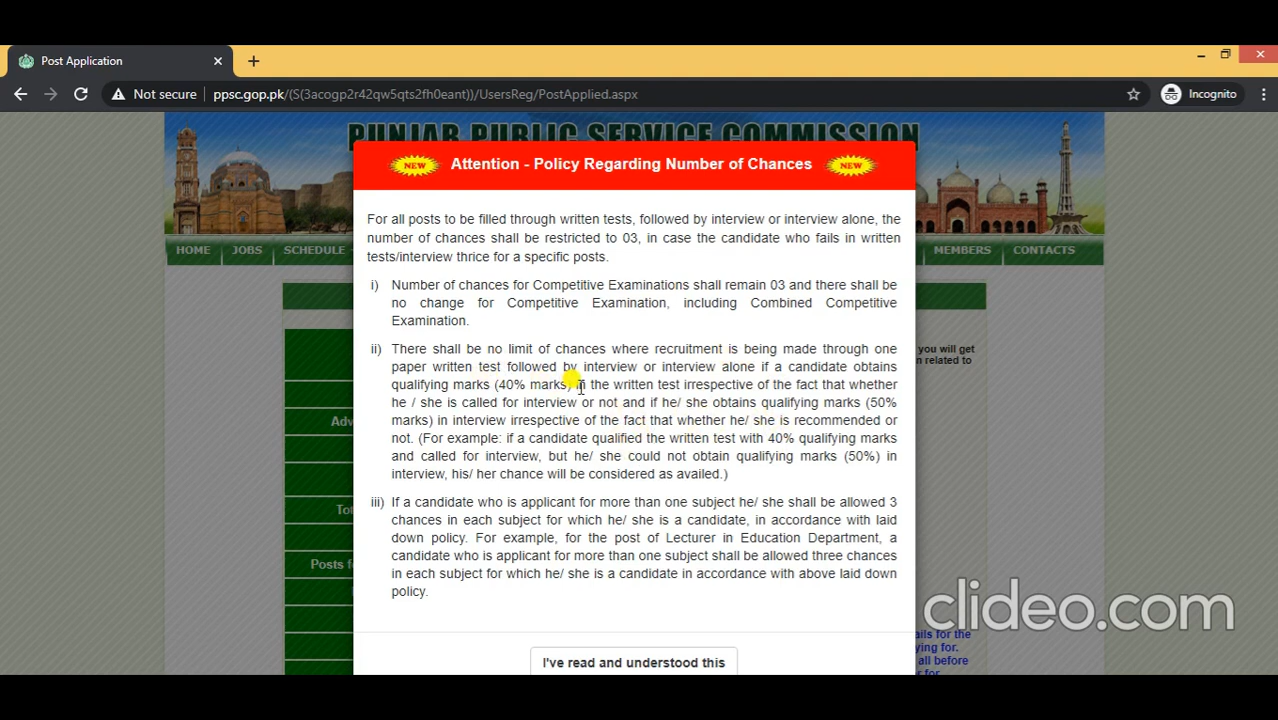 Post Application
Not secure ppsc.gop.pk/(S(3acogp2r42qw5qts2fh0eant))/UsersReg/PostApplied.aspx Incognito
PUNJAB PUBLIC SERVICE COMMISSION
NEW Attention - Policy Regarding Number of Chances NEW
HOME JOBS SCHEDULE MEMBERS CONTACTS
For all posts to be filled through written tests, followed by interview or interview alone, the
number of chances shall be restricted to 03, in case the candidate who fails in written
tests/interview thrice for a specific posts.
i) Number of chances for Competitive Examinations shall remain 03 and there shall be
no change for Competitive Examination, including Combined Competitive
Examination.
ii) There shall be no limit of chances where recruitment is being made through one
paper written test followed by interview or interview alone if a candidate obtains
qualifying marks (40% marks) in the written test irrespective of the fact that whether
he / she is called for interview or not and if he/ she obtains qualifying marks (50%
marks) in interview irrespective of the fact that whether he/ she is recommended or
not. (For example: if a candidate qualified the written test with 40% qualifying marks
and called for interview, but he/ she could not obtain qualifying marks (50%) in
interview, his/ her chance will be considered as availed.)
iii) If a candidate who is applicant for more than one subject he/ she shall be allowed 3
chances in each subject for which he/ she is a candidate, in accordance with laid
down policy. For example, for the post of Lecturer in Education Department, a
candidate who is applicant for more than one subject shall be allowed three chances
in each subject for which he/ she is a candidate in accordance with above laid down
policy.
I've read and understood this
you will get
related to
Adv
Tot
Posts f
ails for the
ying for.
all before
for
clideo.com